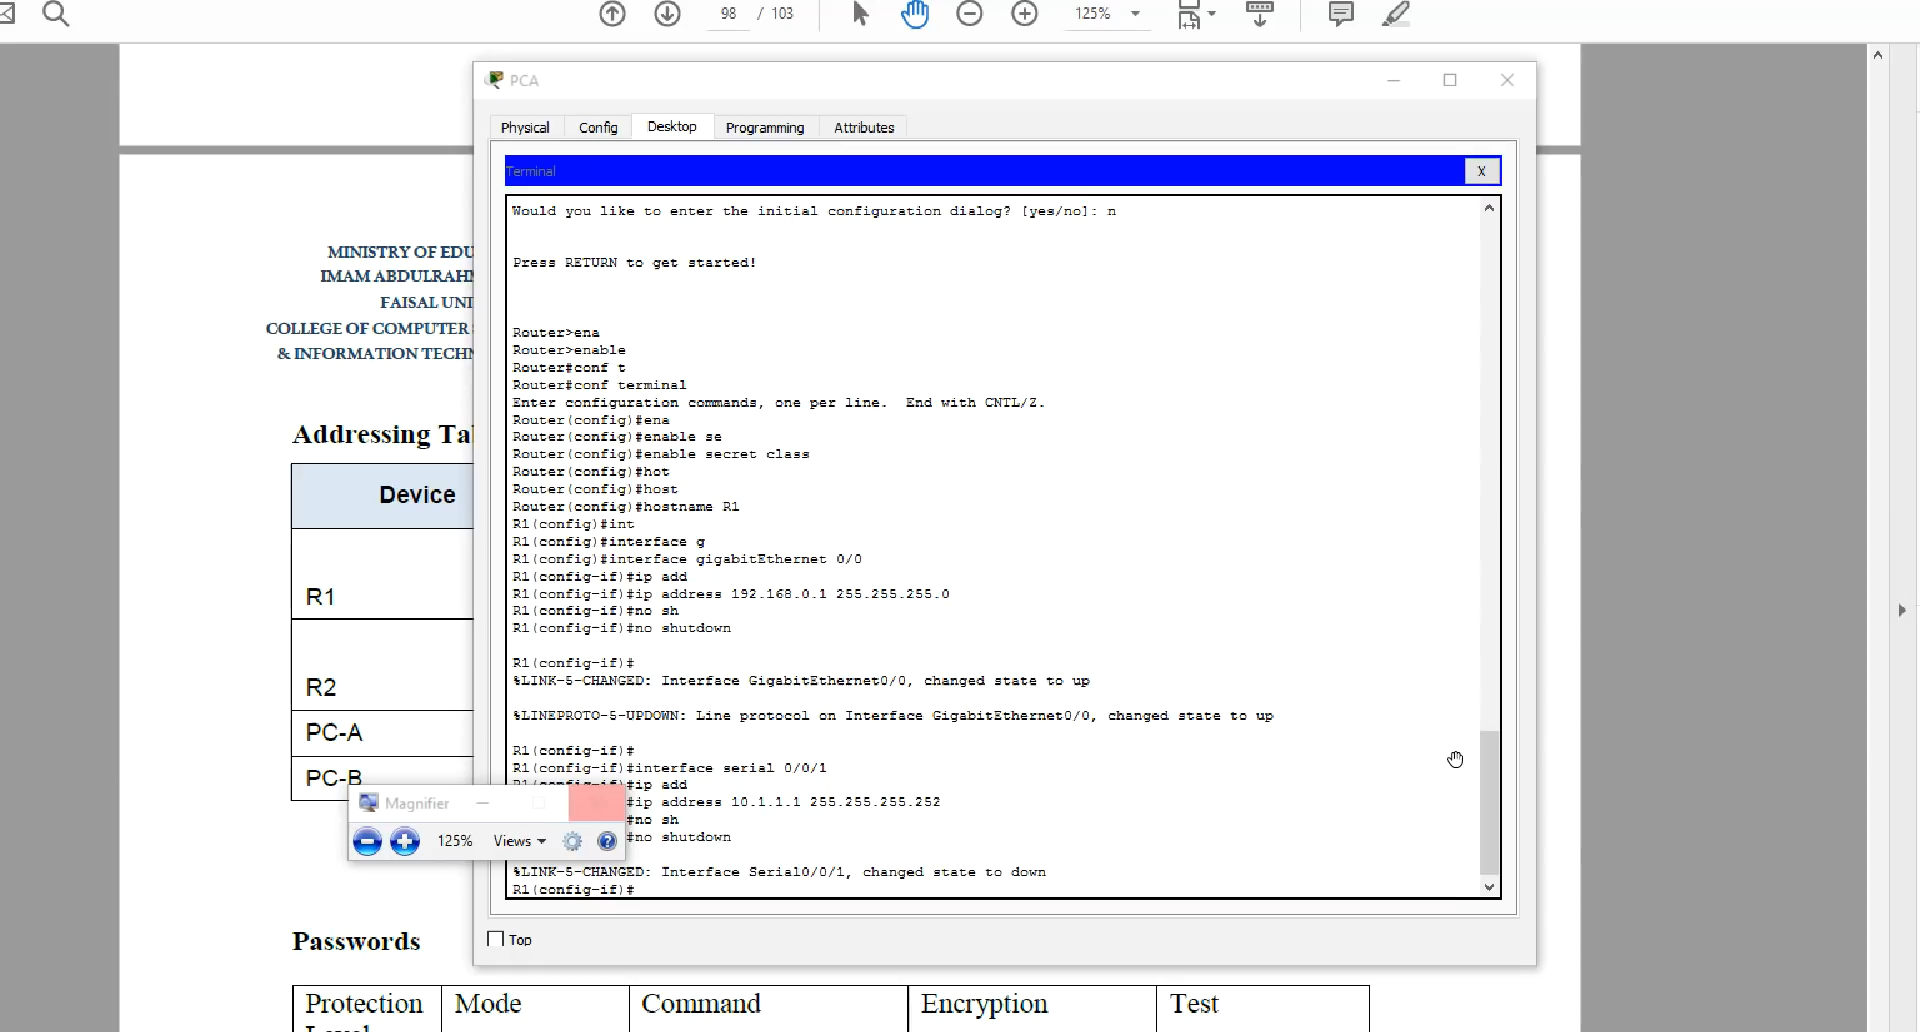 98 / 103
125%
PCA
Physical
Config
Desktop
Programming
Attributes
Terminal
X
Would you like to enter the initial configuration dialog? [yes/no]: n
Press RETURN to get started!
Router>ena
Router>enable
Router#conf t
Router#conf terminal
Enter configuration commands, one per line.  End with CNTL/Z.
Router(config)#ena
Router(config)#enable se
Router(config)#enable secret class
Router(config)#hot
Router(config)#host
Router(config)#hostname R1
R1(config)#int
R1(config)#interface g
R1(config)#interface gigabitEthernet 0/0
R1(config-if)#ip add
R1(config-if)#ip address 192.168.0.1 255.255.255.0
R1(config-if)#no sh
R1(config-if)#no shutdown
R1(config-if)#
%LINK-5-CHANGED: Interface GigabitEthernet0/0, changed state to up
%LINEPROTO-5-UPDOWN: Line protocol on Interface GigabitEthernet0/0, changed state to up
R1(config-if)#
R1(config-if)#interface serial 0/0/1
R1(config-if)#ip add
#ip address 10.1.1.1 255.255.255.252
#no sh
#no shutdown
%LINK-5-CHANGED: Interface Serial0/0/1, changed state to down
R1(config-if)#
Top
MINISTRY OF EDU
IMAM ABDULRAH
FAISAL UNI
COLLEGE OF COMPUTER
& INFORMATION TECH
Addressing Ta
Device
R1
R2
PC-A
PC-B
Magnifier
125%
Views
Passwords
Protection
Mode
Command
Encryption
Test